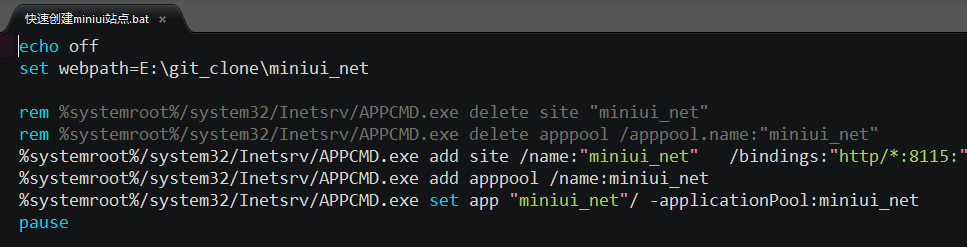 快速创建miniui站点.bat ×
echo off
set webpath=E:\git_clone\miniui_net
rem %systemroot%/system32/Inetsrv/APPCMD.exe delete site "miniui_net"
rem %systemroot%/system32/Inetsrv/APPCMD.exe delete apppool /apppool.name:"miniui_net"
%systemroot%/system32/Inetsrv/APPCMD.exe add site /name:"miniui_net"   /bindings:"http/*:8115:"
%systemroot%/system32/Inetsrv/APPCMD.exe add apppool /name:miniui_net
%systemroot%/system32/Inetsrv/APPCMD.exe set app "miniui_net"/ -applicationPool:miniui_net
pause